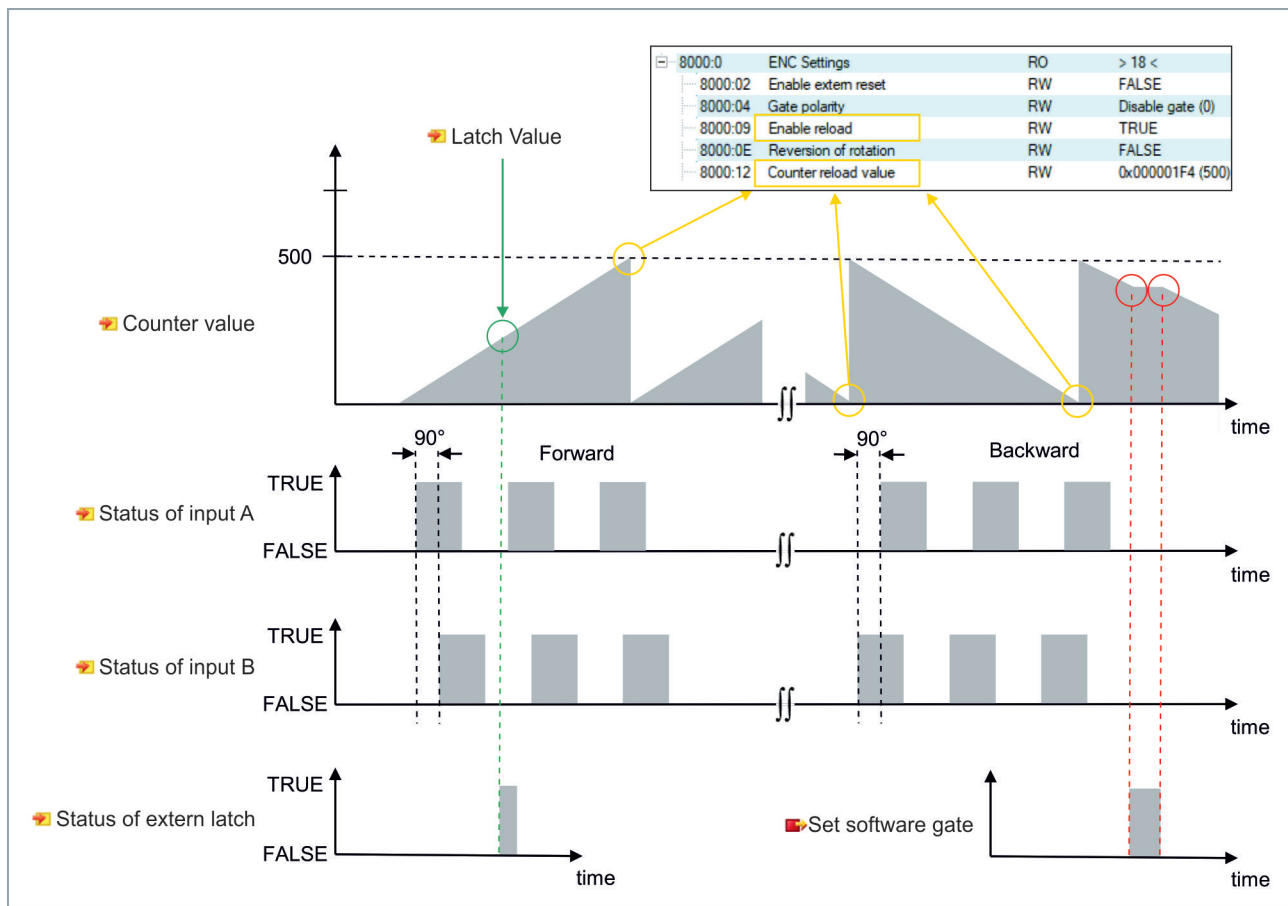 8000:0 ENC Settings RO > 18 <
8000:02 Enable extern reset RW FALSE
8000:04 Gate polarity RW Disable gate (0)
8000:09 Enable reload RW TRUE
8000:0E Reversion of rotation RW FALSE
8000:12 Counter reload value RW 0x000001F4 (500)
Latch Value
500
Counter value
time
90°
Forward
90°
Backward
TRUE
Status of input A
FALSE
time
TRUE
Status of input B
FALSE
time
TRUE
Status of extern latch
FALSE
time
Set software gate
time